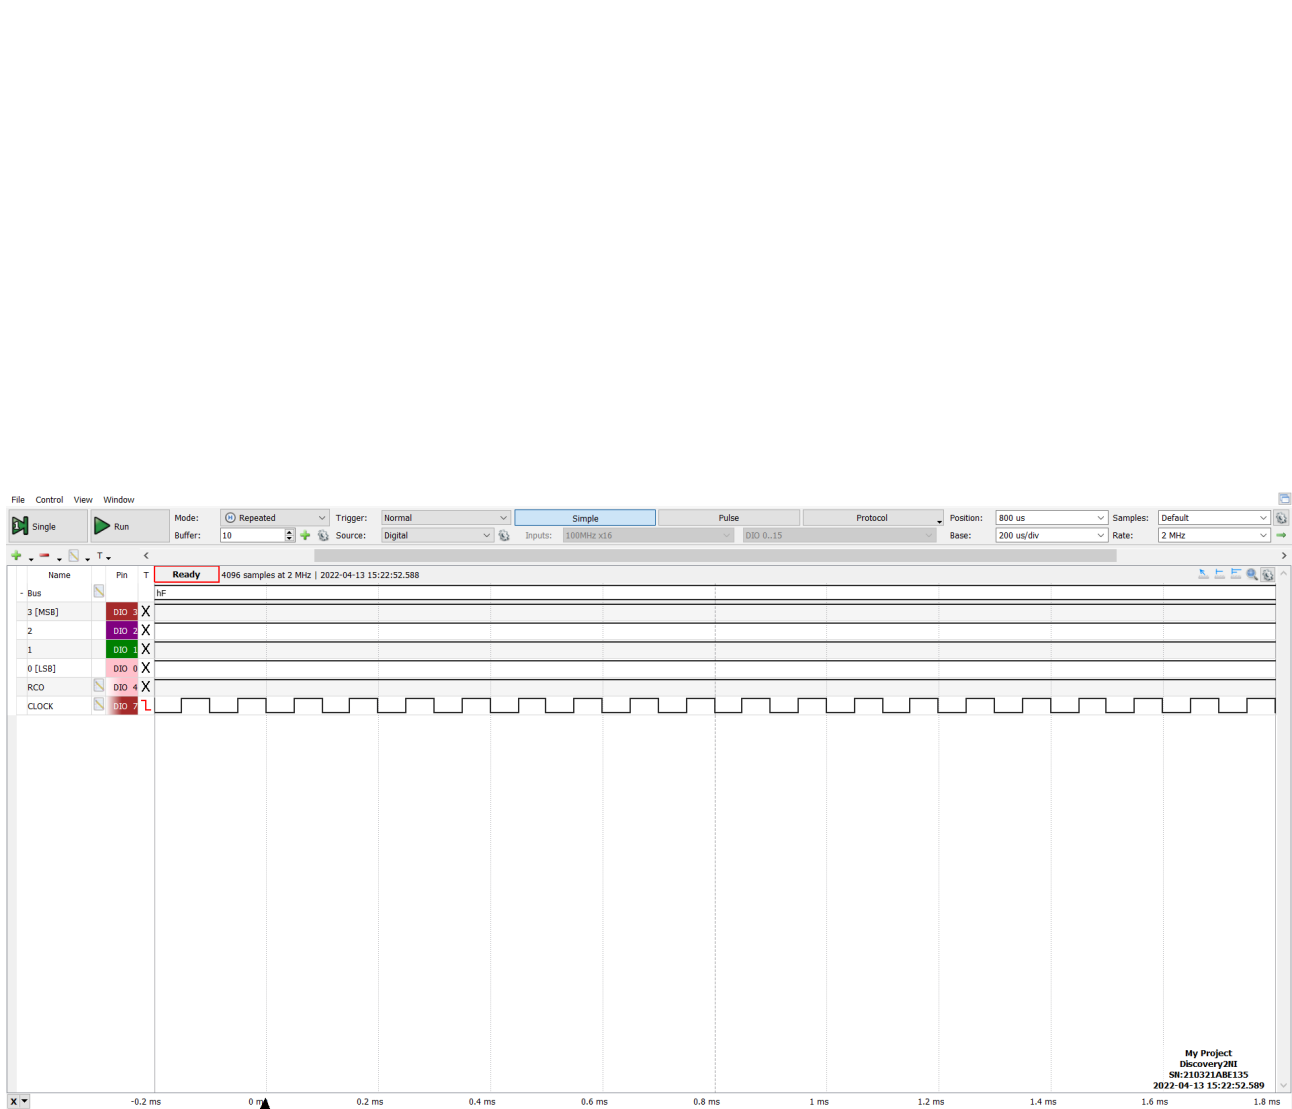 File Control View Window
Single Run Mode: Repeated Trigger: Normal Simple Pulse Protocol Position: 800 us Samples: Default
Buffer: 10 Source: Digital Inputs: 100MHz x16 DIO 0..15 Base: 200 us/div Rate: 2 MHz
T
Name Pin T Ready 4096 samples at 2 MHz | 2022-04-13 15:22:52.588
- Bus hF
3 [MSB] DIO 3 X
2 DIO 2 X
1 DIO 1 X
0 [LSB] DIO 0 X
RCO DIO 4 X
CLOCK DIO 7
My Project
Discovery2NI
SN:210321ABE135
2022-04-13 15:22:52.589
X -0.2 ms 0 ms 0.2 ms 0.4 ms 0.6 ms 0.8 ms 1 ms 1.2 ms 1.4 ms 1.6 ms 1.8 ms